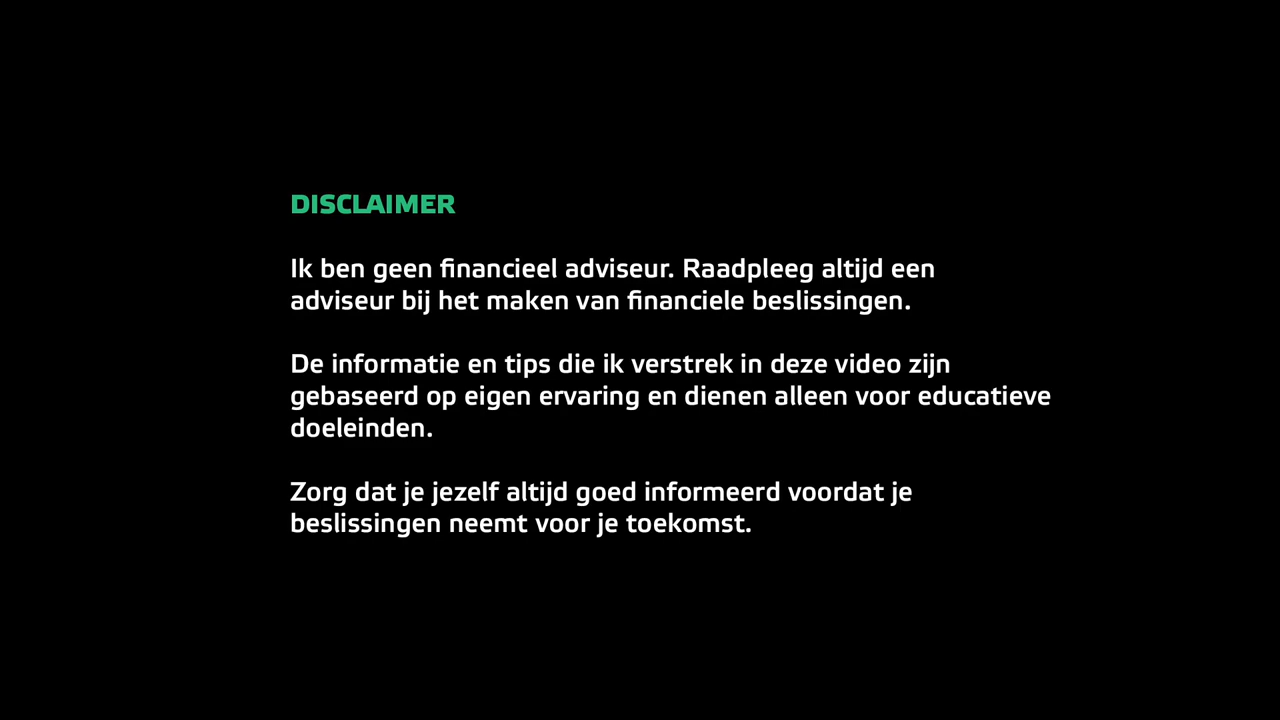 DISCLAIMER
Ik ben geen financieel adviseur. Raadpleeg altijd een
adviseur bij het maken van financiele beslissingen.
De informatie en tips die ik verstrek in deze video zijn
gebaseerd op eigen ervaring en dienen alleen voor educatieve
doeleinden.
Zorg dat je jezelf altijd goed informeerd voordat je
beslissingen neemt voor je toekomst.